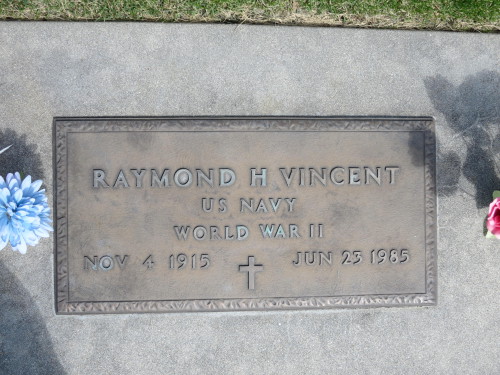 RAYMOND H VINCENT
US NAVY
WORLD WAR II
NOV 4 1915 JUN 23 1985